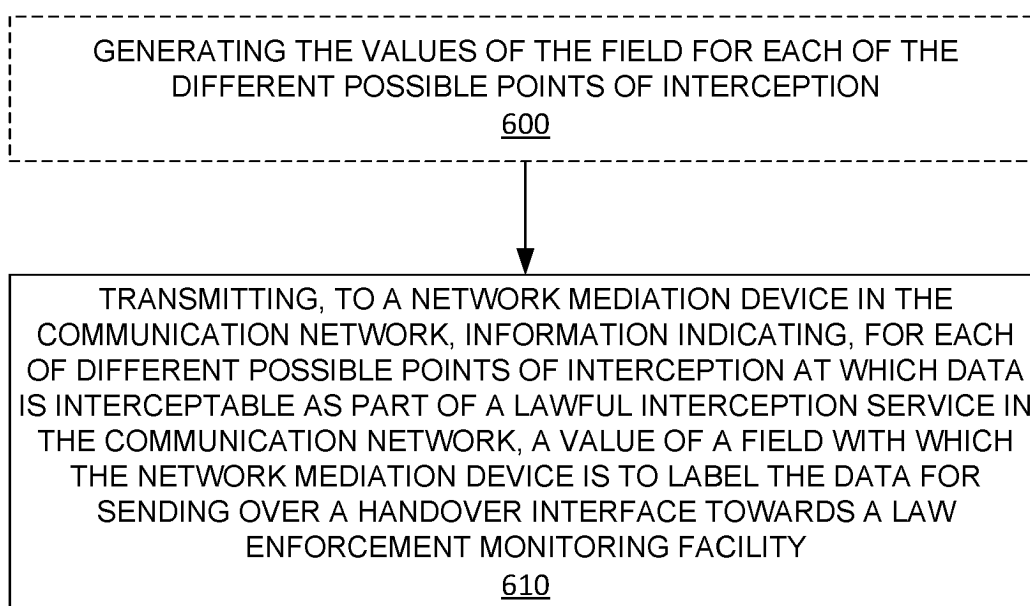 GENERATING THE VALUES OF THE FIELD FOR EACH OF THE
DIFFERENT POSSIBLE POINTS OF INTERCEPTION
600
TRANSMITTING, TO A NETWORK MEDIATION DEVICE IN THE
COMMUNICATION NETWORK, INFORMATION INDICATING, FOR EACH
OF DIFFERENT POSSIBLE POINTS OF INTERCEPTION AT WHICH DATA
IS INTERCEPTABLE AS PART OF A LAWFUL INTERCEPTION SERVICE IN
THE COMMUNICATION NETWORK, A VALUE OF A FIELD WITH WHICH
THE NETWORK MEDIATION DEVICE IS TO LABEL THE DATA FOR
SENDING OVER A HANDOVER INTERFACE TOWARDS A LAW
ENFORCEMENT MONITORING FACILITY
610